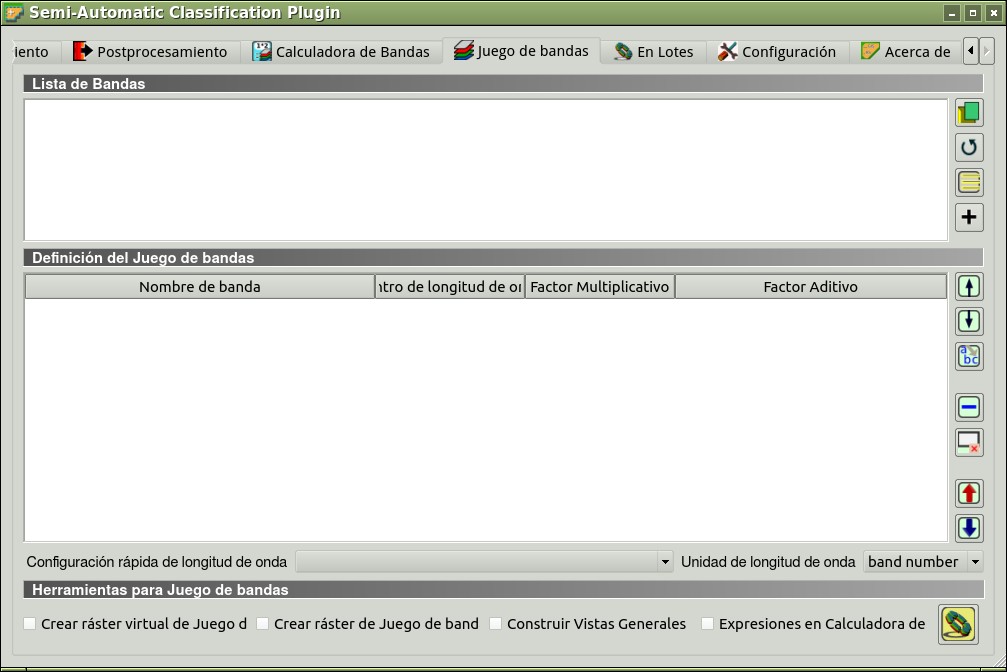 Semi-Automatic Classification Plugin
iento Postprocesamiento Calculadora de Bandas Juego de bandas En Lotes Configuración Acerca de
Lista de Bandas
Definición del Juego de bandas
Nombre de banda ntro de longitud de on Factor Multiplicativo Factor Aditivo
abc
Configuración rápida de longitud de onda Unidad de longitud de onda band number
Herramientas para Juego de bandas
Crear ráster virtual de Juego d Crear ráster de Juego de band Construir Vistas Generales Expresiones en Calculadora de